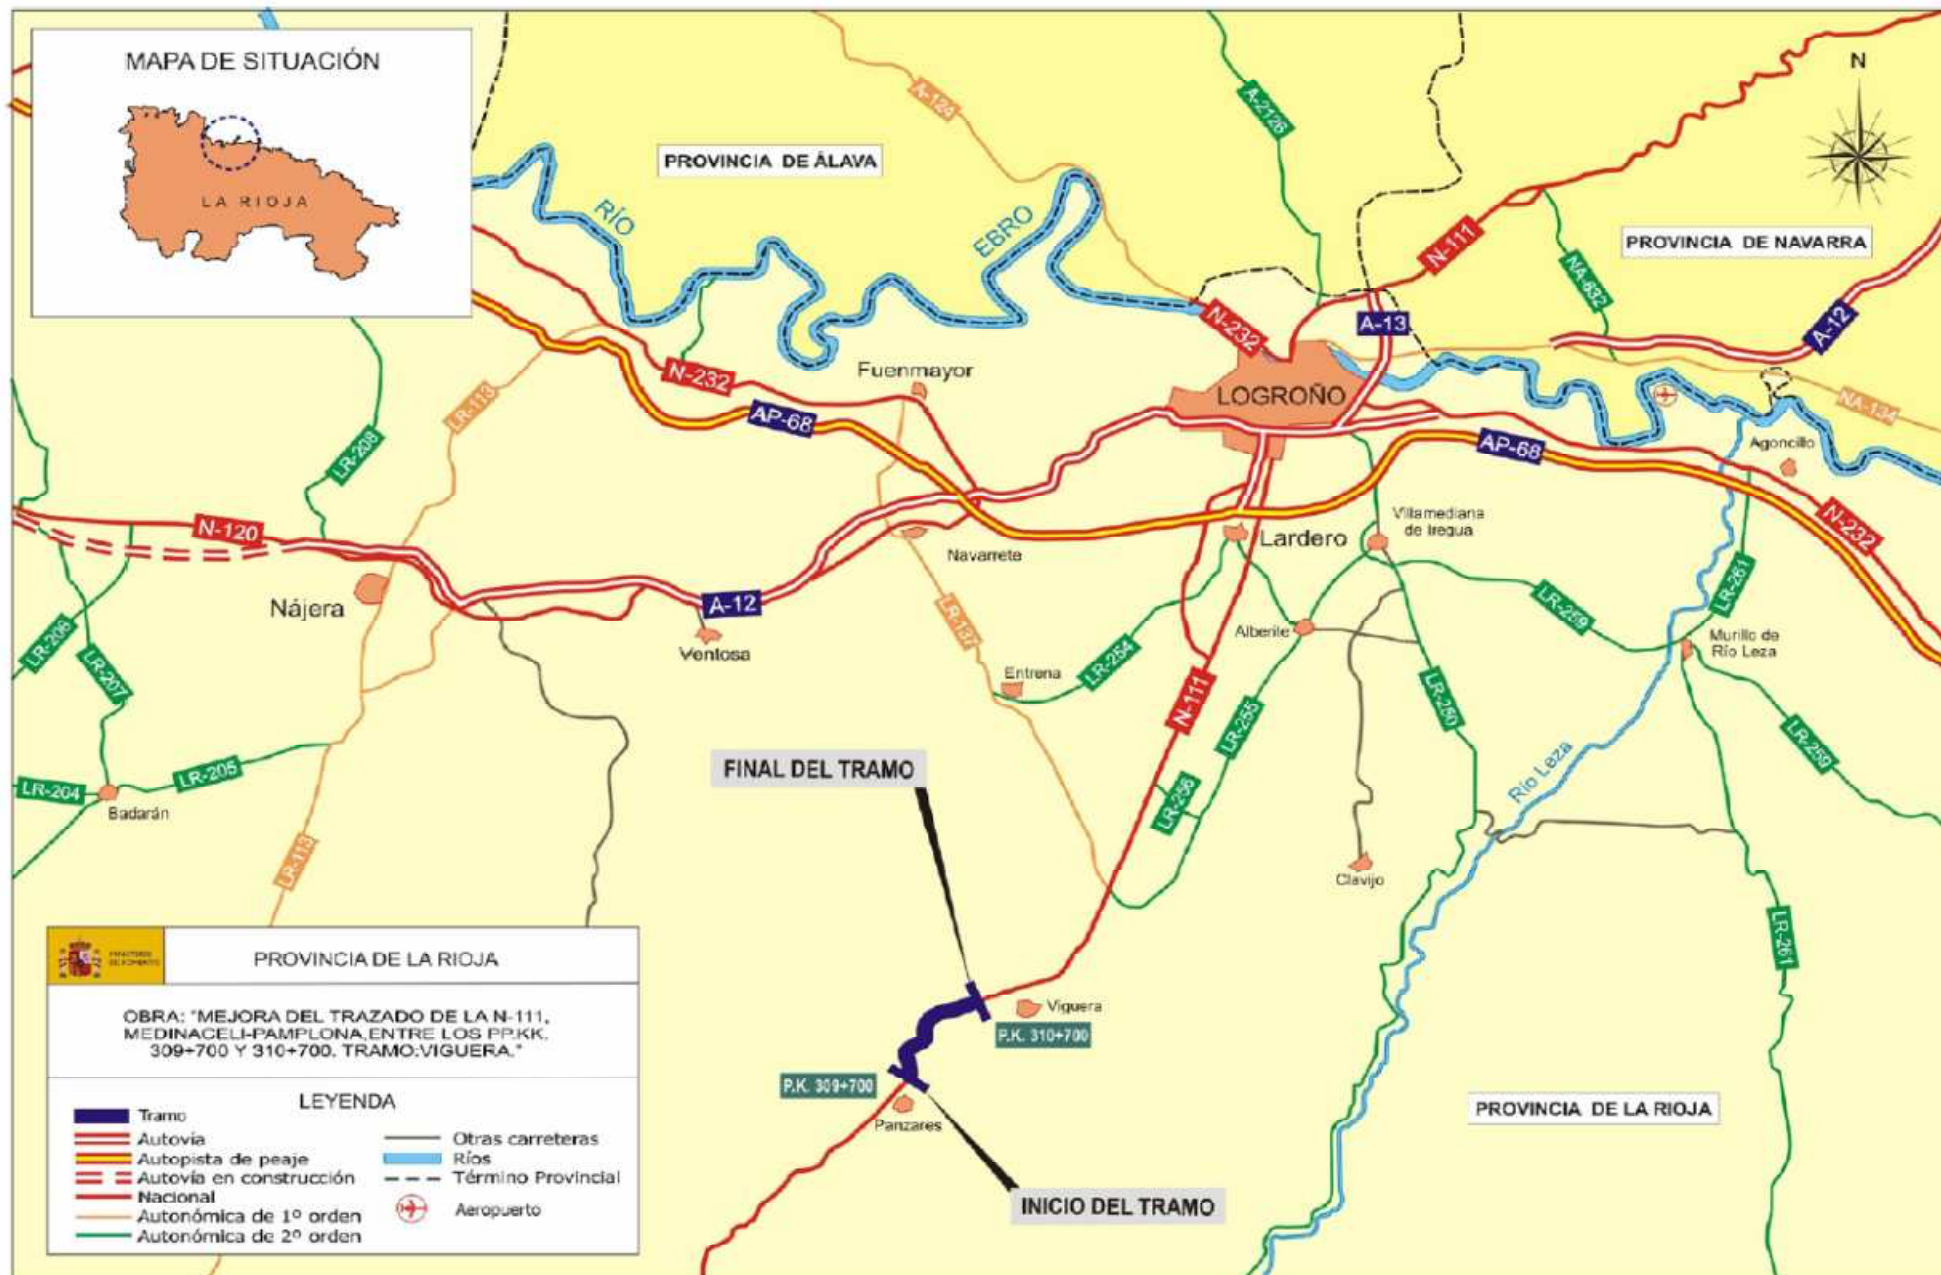 MAPA DE SITUACIÓN
LA RIOJA
PROVINCIA DE ÁLAVA
A-124
A-2126
N
PROVINCIA DE NAVARRA
RÍO
EBRO
N-111
NA-632
A-12
N-232
A-13
N-232
Fuenmayor
LOGROÑO
LR-113
AP-68
NA-134
AP-68
Agoncillo
LR-208
N-120
Navarrete
Lardero
Villamediana
de Iregua
N-232
LR-261
Nájera
A-12
LR-137
LR-259
Alberite
Murillo de
Río Leza
LR-206
LR-207
Ventosa
Entrena
LR-254
N-111
LR-255
LR-250
LR-259
FINAL DEL TRAMO
LR-205
LR-204
Badarán
LR-256
Río Leza
LR-113
Clavijo
LR-261
Viguera
P.K. 310+700
P.K. 309+700
Panzares
INICIO DEL TRAMO
PROVINCIA DE LA RIOJA
MINISTERIO
DE FOMENTO
PROVINCIA DE LA RIOJA
OBRA: "MEJORA DEL TRAZADO DE LA N-111,
MEDINACELI-PAMPLONA,ENTRE LOS PP.KK.
309+700 Y 310+700. TRAMO:VIGUERA."
LEYENDA
Tramo
Autovía
Autopista de peaje
Autovía en construcción
Nacional
Autonómica de 1º orden
Autonómica de 2º orden
Otras carreteras
Ríos
Término Provincial
Aeropuerto